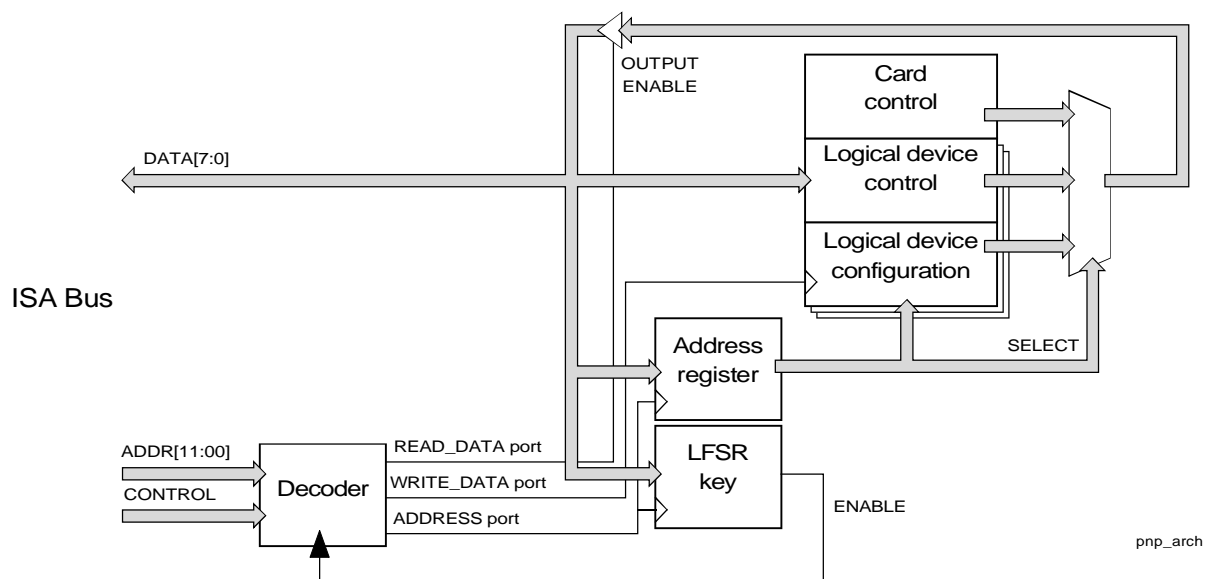 OUTPUT
ENABLE
Card
control
DATA[7:0]
Logical device
control
Logical device
configuration
ISA Bus
Address
register
SELECT
ADDR[11:00]
READ_DATA port
LFSR
key
CONTROL
Decoder
WRITE_DATA port
ENABLE
ADDRESS port
pnp_arch